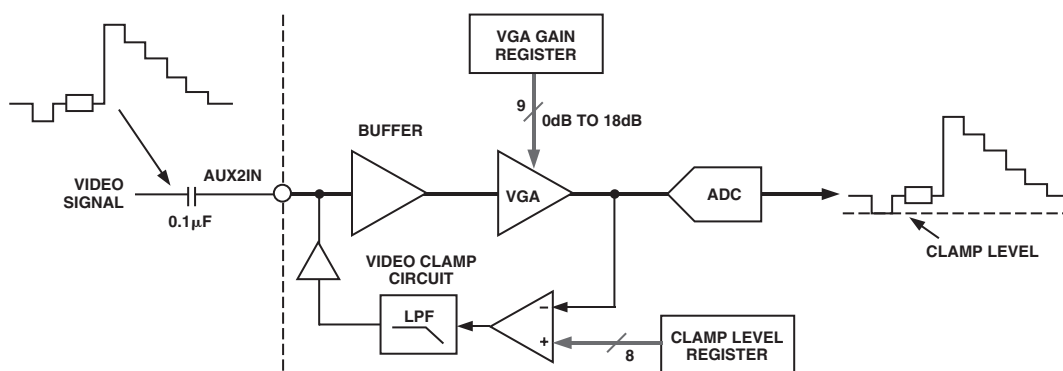 VGA GAIN
REGISTER
9
0dB TO 18dB
BUFFER
VIDEO
SIGNAL
AUX2IN
0.1µF
VGA
ADC
CLAMP LEVEL
VIDEO CLAMP
CIRCUIT
LPF
–
+
8
CLAMP LEVEL
REGISTER